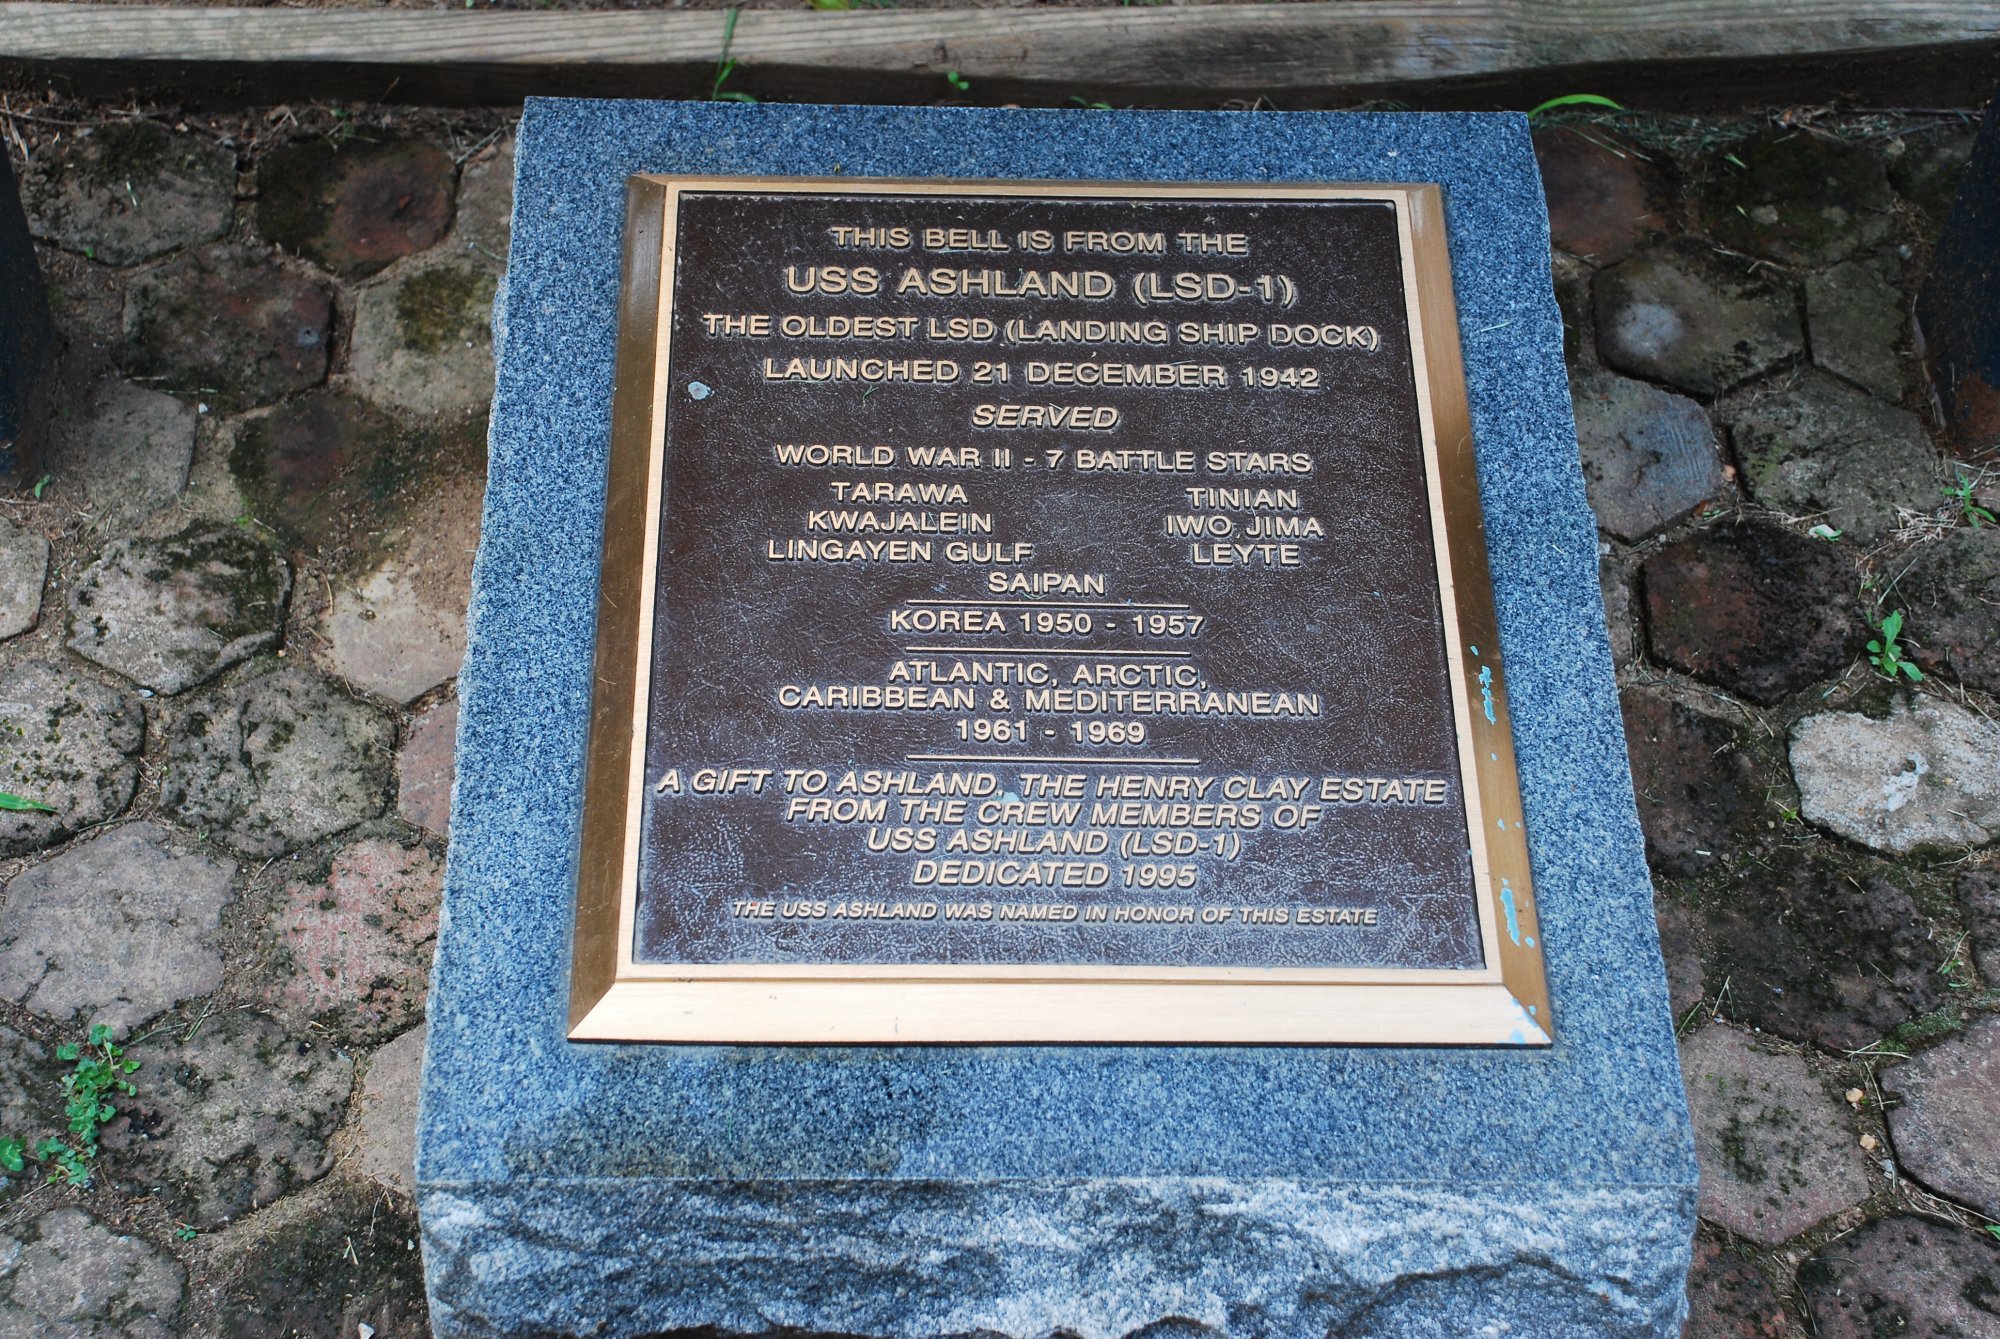 THIS BELL IS FROM THE
USS ASHLAND (LSD-1)
THE OLDEST LSD (LANDING SHIP DOCK)
LAUNCHED 21 DECEMBER 1942
SERVED
WORLD WAR II - 7 BATTLE STARS
TARAWA TINIAN
KWAJALEIN IWO JIMA
LINGAYEN GULF LEYTE
SAIPAN
KOREA 1950 - 1957
ATLANTIC, ARCTIC,
CARIBBEAN & MEDITERRANEAN
1961 - 1969
A GIFT TO ASHLAND, THE HENRY CLAY ESTATE
FROM THE CREW MEMBERS OF
USS ASHLAND (LSD-1)
DEDICATED 1995
THE USS ASHLAND WAS NAMED IN HONOR OF THIS ESTATE